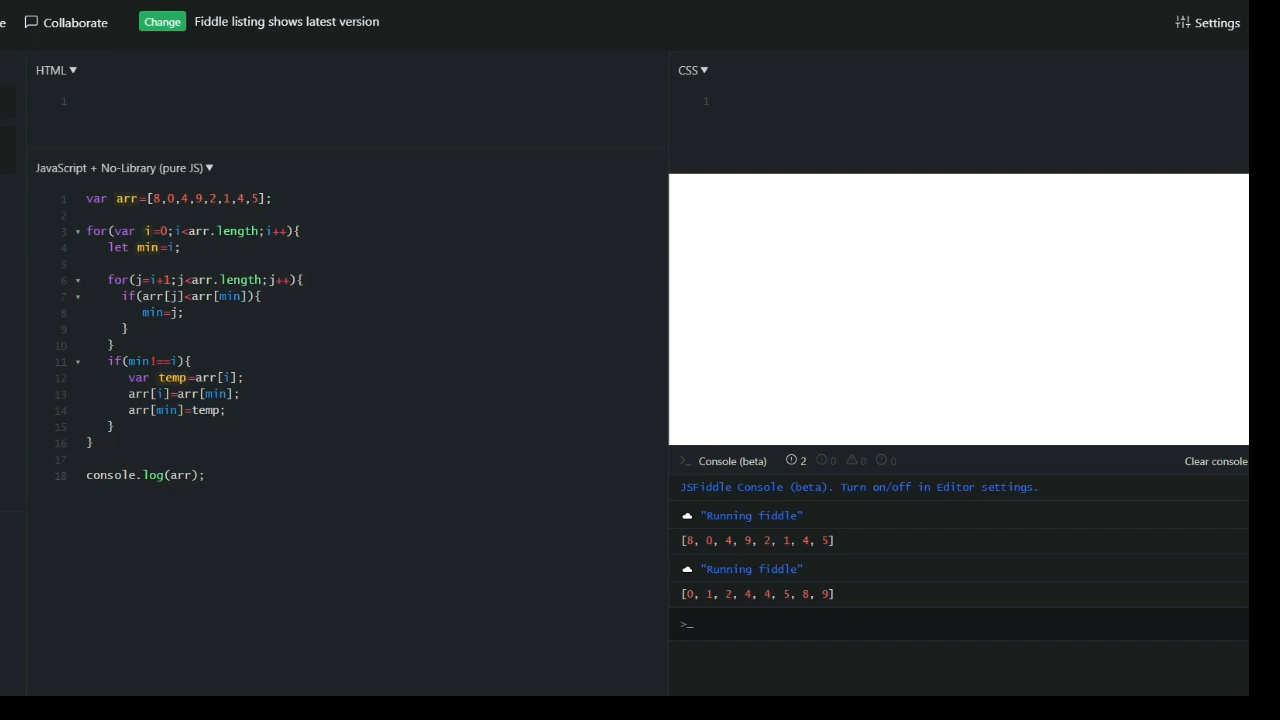 e Collaborate Change Fiddle listing shows latest version Settings
HTML ▼
1
CSS ▼
1
JavaScript + No-Library (pure JS) ▼
1 var arr=[8,0,4,9,2,1,4,5];
2
3 for(var i=0;i<arr.length;i++){
4 let min=i;
5
6 for(j=i+1;j<arr.length;j++){
7 if(arr[j]<arr[min]){
8 min=j;
9 }
10 }
11 if(min!==i){
12 var temp=arr[i];
13 arr[i]=arr[min];
14 arr[min]=temp;
15 }
16 }
17
18 console.log(arr);
>_ Console (beta) 2 0 0 0 Clear console
JSFiddle Console (beta). Turn on/off in Editor settings.
"Running fiddle"
[8, 0, 4, 9, 2, 1, 4, 5]
"Running fiddle"
[0, 1, 2, 4, 4, 5, 8, 9]
>_